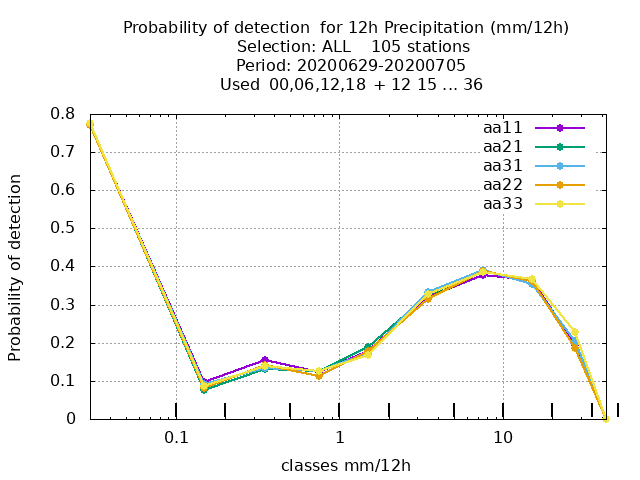 Probability of detection  for 12h Precipitation (mm/12h)
Selection: ALL    105 stations
Period: 20200629-20200705
Used  00,06,12,18  + 12 15 ... 36
aa11
aa21
aa31
aa22
aa33
Probability of detection
0.8
0.7
0.6
0.5
0.4
0.3
0.2
0.1
0
0.1
1
10
classes mm/12h